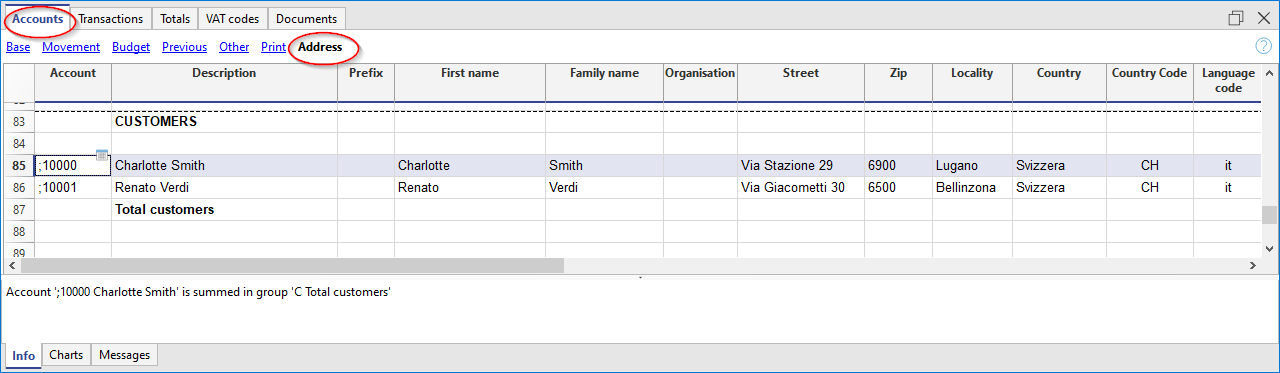 Accounts Transactions Totals VAT codes Documents
Base Movement Budget Previous Other Print Address ?
Account Description Prefix First name Family name Organisation Street Zip Locality Country Country Code Language code
83 CUSTOMERS
84
85 ;10000 Charlotte Smith Charlotte Smith Via Stazione 29 6900 Lugano Svizzera CH it
86 ;10001 Renato Verdi Renato Verdi Via Giacometti 30 6500 Bellinzona Svizzera CH it
87 Total customers
88
89
Account ';10000 Charlotte Smith' is summed in group 'C Total customers'
Info Charts Messages